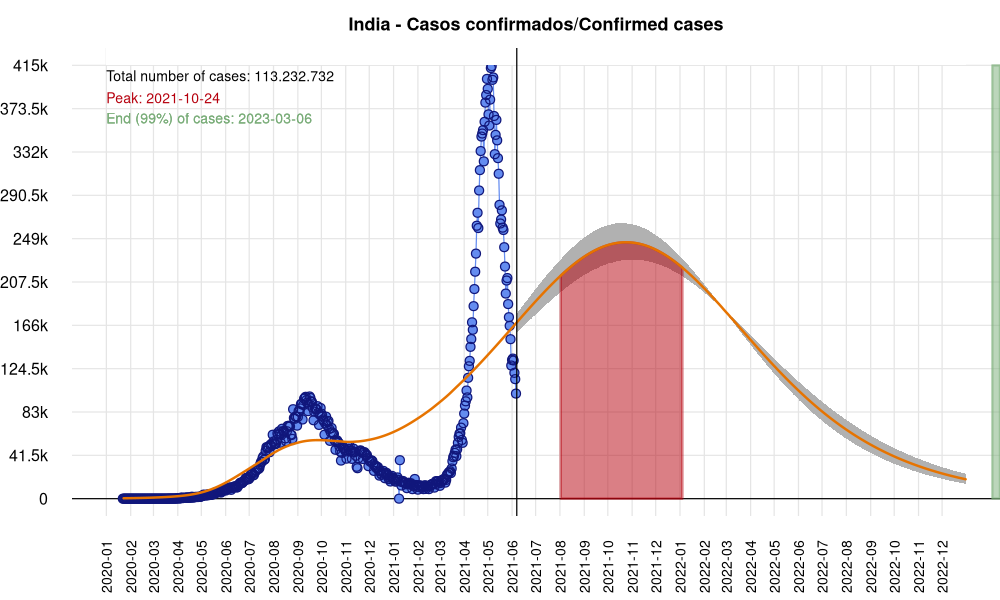 India - Casos confirmados/Confirmed cases
Total number of cases: 113.232.732
Peak: 2021-10-24
End (99%) of cases: 2023-03-06
415k
373.5k
332k
290.5k
249k
207.5k
166k
124.5k
83k
41.5k
0
2020-01
2020-02
2020-03
2020-04
2020-05
2020-06
2020-07
2020-08
2020-09
2020-10
2020-11
2020-12
2021-01
2021-02
2021-03
2021-04
2021-05
2021-06
2021-07
2021-08
2021-09
2021-10
2021-11
2021-12
2022-01
2022-02
2022-03
2022-04
2022-05
2022-06
2022-07
2022-08
2022-09
2022-10
2022-11
2022-12